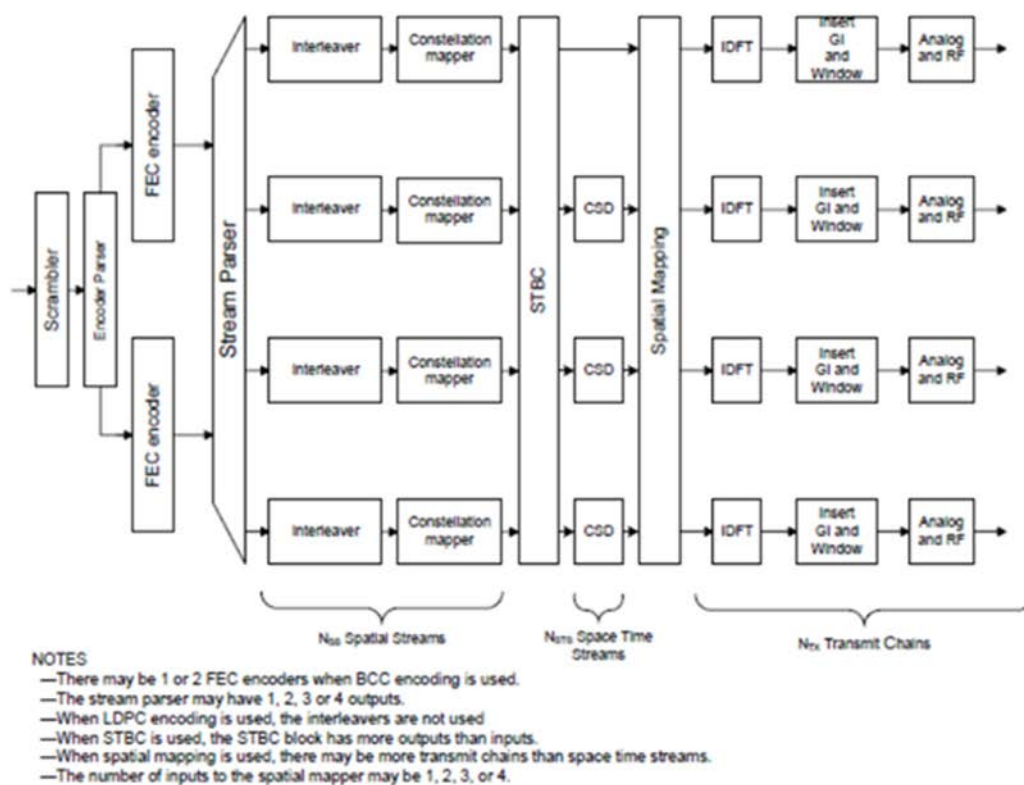 Scrambler
Encoder Parser
FEC encoder
FEC encoder
Stream Parser
Interleaver
Constellation
mapper
Interleaver
Constellation
mapper
Interleaver
Constellation
mapper
Interleaver
Constellation
mapper
STBC
CSD
CSD
CSD
Spatial Mapping
IDFT
Insert
GI
and
Window
Analog
and RF
IDFT
Insert
GI and
Window
Analog
and RF
IDFT
Insert
GI and
Window
Analog
and RF
IDFT
Insert
GI and
Window
Analog
and RF
NSS Spatial Streams
NSTS Space Time
Streams
NTX Transmit Chains
NOTES
—There may be 1 or 2 FEC encoders when BCC encoding is used.
—The stream parser may have 1, 2, 3 or 4 outputs.
—When LDPC encoding is used, the interleavers are not used
—When STBC is used, the STBC block has more outputs than inputs.
—When spatial mapping is used, there may be more transmit chains than space time streams.
—The number of inputs to the spatial mapper may be 1, 2, 3, or 4.